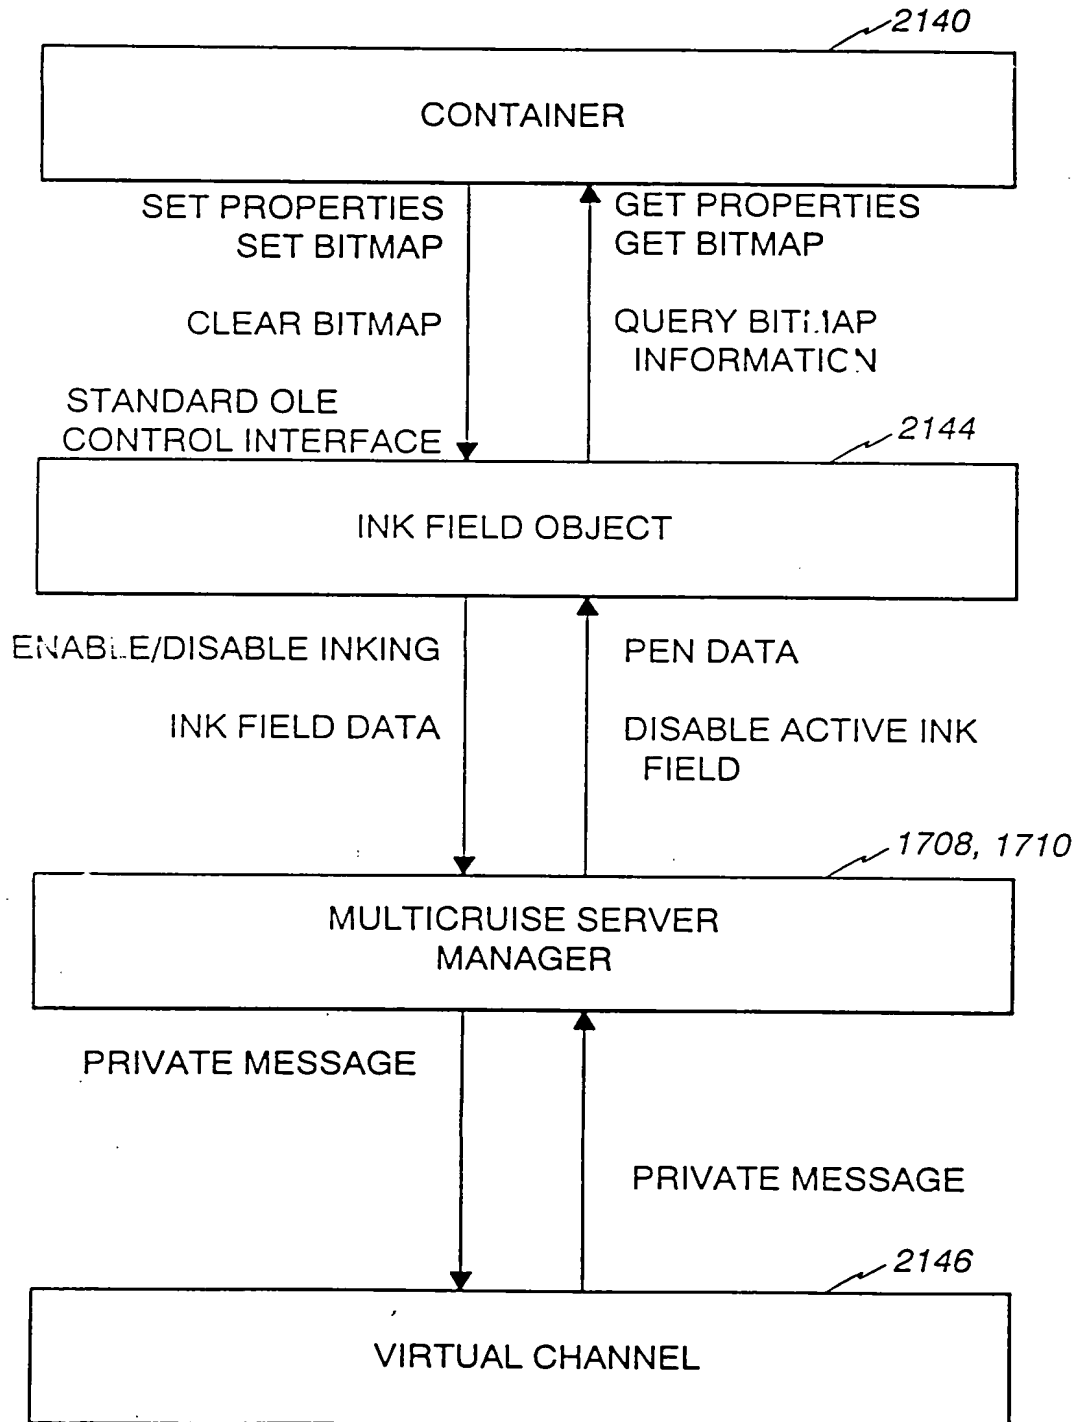 2140
CONTAINER
SET PROPERTIES
SET BITMAP
CLEAR BITMAP
STANDARD OLE
CONTROL INTERFACE
GET PROPERTIES
GET BITMAP
QUERY BITMAP
INFORMATION
2144
INK FIELD OBJECT
ENABLE/DISABLE INKING
INK FIELD DATA
PEN DATA
DISABLE ACTIVE INK
FIELD
1708, 1710
MULTICRUISE SERVER
MANAGER
PRIVATE MESSAGE
PRIVATE MESSAGE
2146
VIRTUAL CHANNEL